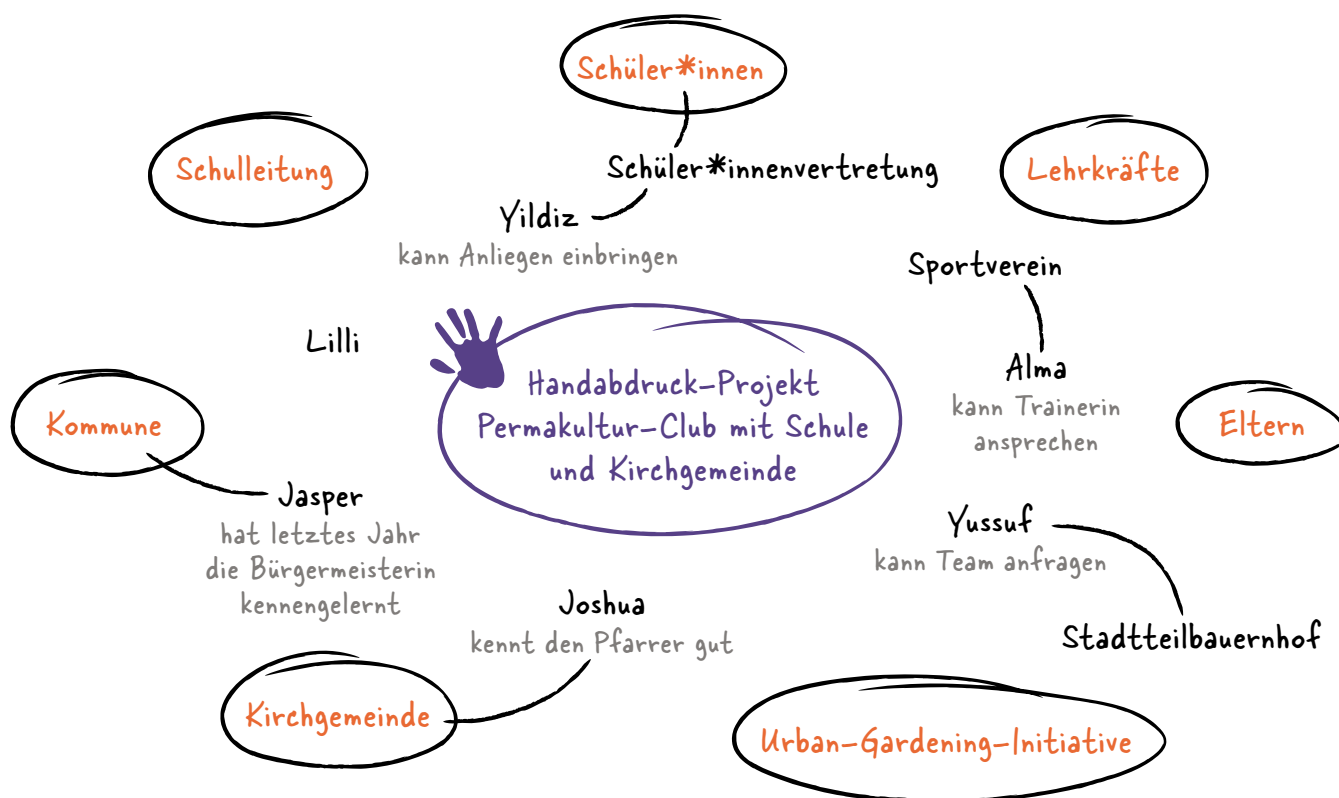 Schüler*innen
Schulleitung
Schüler*innenvertretung
Lehrkräfte
Yildiz
kann Anliegen einbringen
Sportverein
Lilli
Handabdruck-Projekt
Permakultur-Club mit Schule
und Kirchgemeinde
Alma
kann Trainerin
ansprechen
Kommune
Eltern
Jasper
hat letztes Jahr
die Bürgermeisterin
kennengelernt
Yussuf
kann Team anfragen
Joshua
kennt den Pfarrer gut
Stadtteilbauernhof
Kirchgemeinde
Urban-Gardening-Initiative